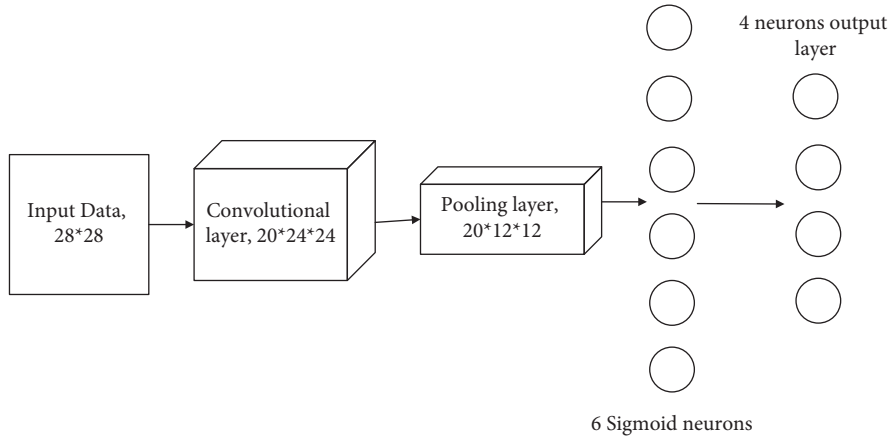 4 neurons output
layer
Input Data,
28*28
Convolutional
layer, 20*24*24
Pooling layer,
20*12*12
6 Sigmoid neurons